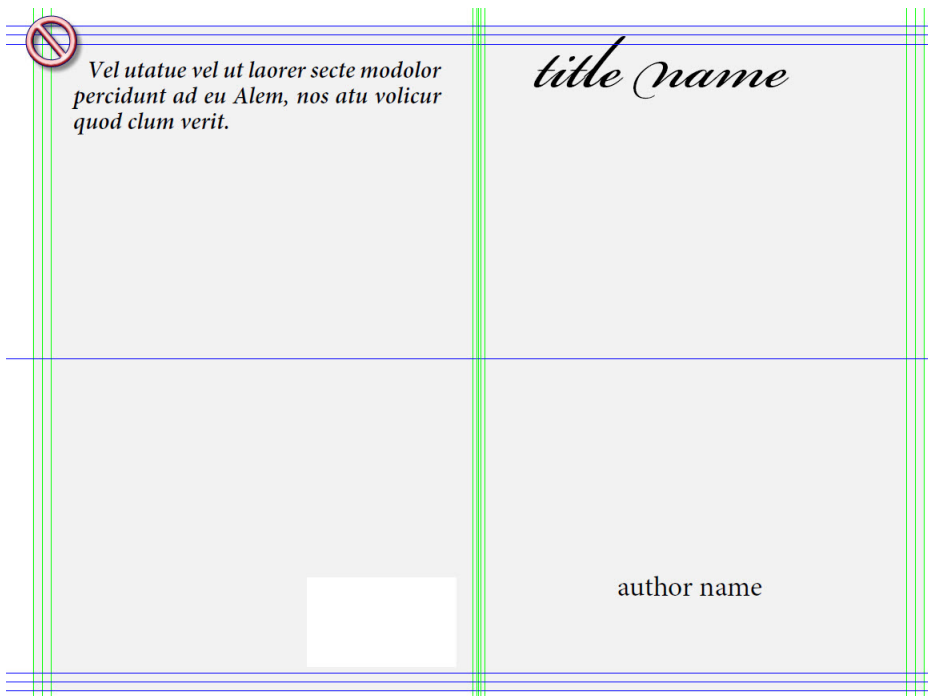 Vel utatue vel ut laorer secte modolor
percidunt ad eu Alem, nos atu volicur
quod clum verit.
title name
author name